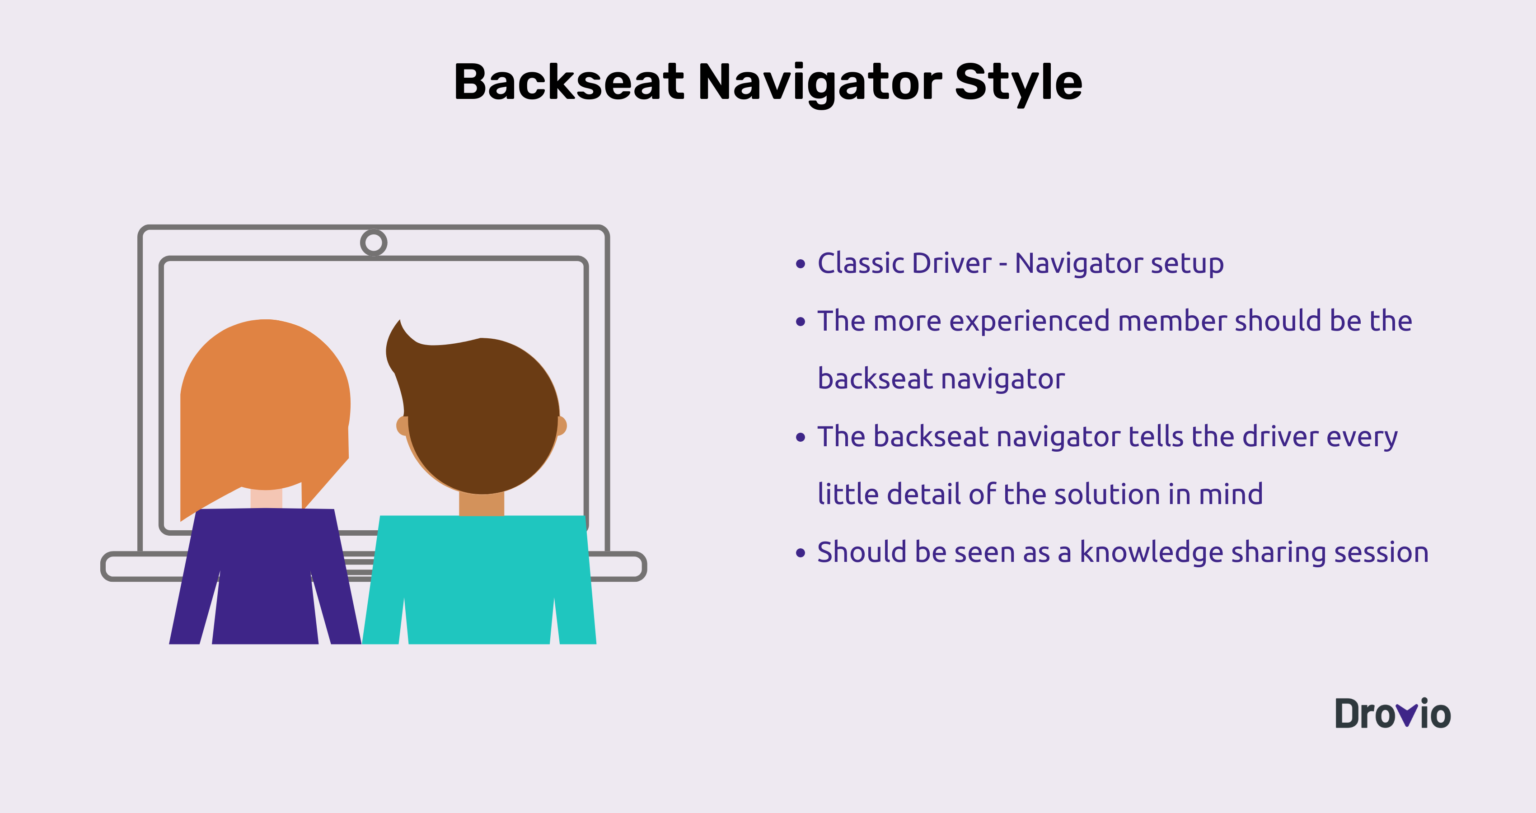 Backseat Navigator Style
• Classic Driver - Navigator setup
• The more experienced member should be the
backseat navigator
• The backseat navigator tells the driver every
little detail of the solution in mind
• Should be seen as a knowledge sharing session
Drovio